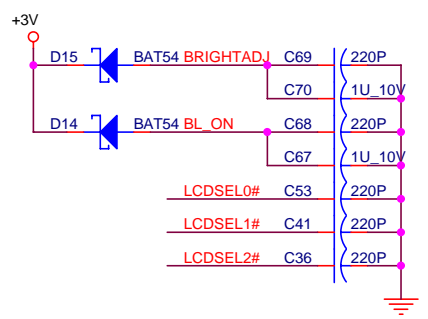 +3V
D15 BAT54 BRIGHTADJ C69 220P
C70 1U_10V
D14 BAT54 BL_ON C68 220P
C67 1U_10V
LCDSEL0# C53 220P
LCDSEL1# C41 220P
LCDSEL2# C36 220P